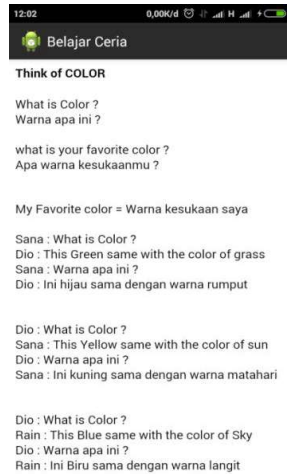 12:02
0,00K/d
H
Belajar Ceria
Think of COLOR
What is Color ?
Warna apa ini ?
what is your favorite color ?
Apa warna kesukaanmu ?
My Favorite color = Warna kesukaan saya
Sana : What is Color ?
Dio : This Green same with the color of grass
Sana : Warna apa ini ?
Dio : Ini hijau sama dengan warna rumput
Dio : What is Color ?
Sana : This Yellow same with the color of sun
Dio : Warna apa ini ?
Sana : Ini kuning sama dengan warna matahari
Dio : What is Color ?
Rain : This Blue same with the color of Sky
Dio : Warna apa ini ?
Rain : Ini Biru sama dengan warna langit